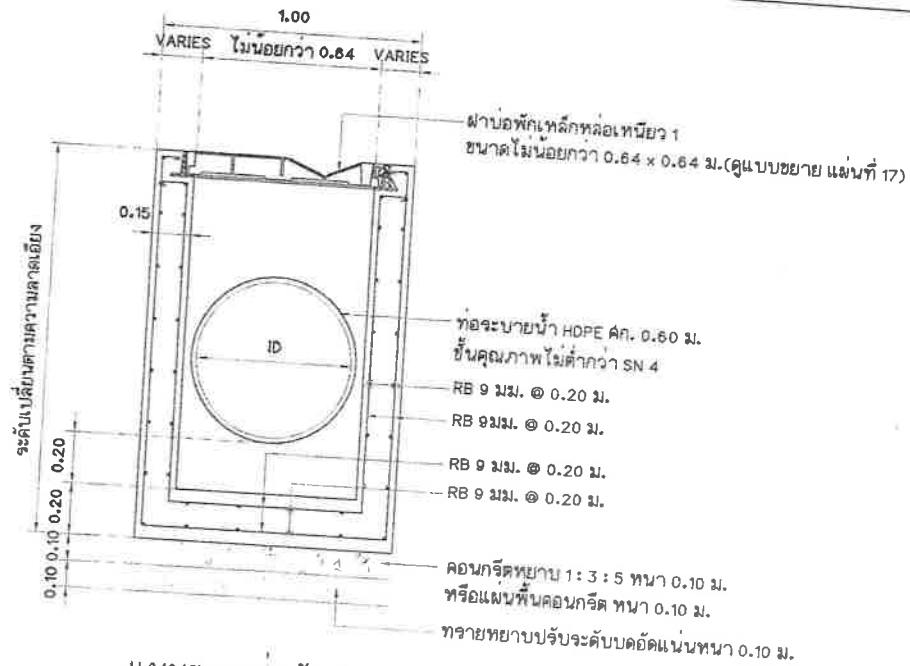 1.00
VARIES ไม่น้อยกว่า 0.64 VARIES
ฝาบ่อพักเหล็กหล่อเหนียว 1
ขนาดไม่น้อยกว่า 0.64 x 0.64 ม.(ดูแบบขยาย แผ่นที่ 17)
0.15
ระดับเปลี่ยนตามความลาดเอียง
ท่อระบายน้ำ HDPE ศก. 0.60 ม.
ชั้นคุณภาพไม่ต่ำกว่า SN 4
ID
RB 9 มม. @ 0.20 ม.
RB 9มม. @ 0.20 ม.
0.20
RB 9 มม. @ 0.20 ม.
0.20
RB 9 มม. @ 0.20 ม.
0.10
คอนกรีตหยาบ 1 : 3 : 5 หนา 0.10 ม.
0.10
หรือแผ่นพื้นคอนกรีต หนา 0.10 ม.
ทรายหยาบปรับระดับบดอัดแน่นหนา 0.10 ม.